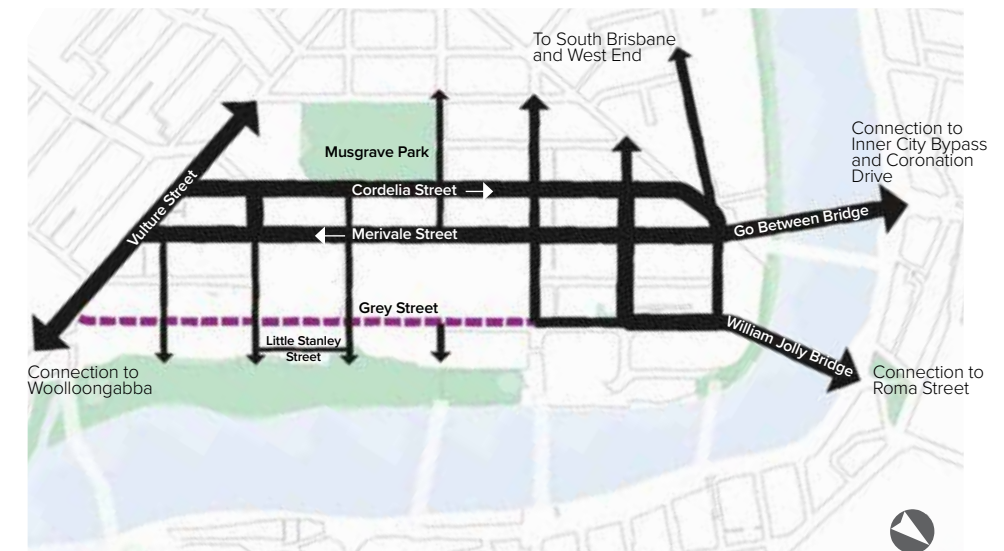 To South Brisbane
and West End
Connection to
Inner City Bypass
and Coronation
Drive
Musgrave Park
Cordelia Street
Vulture Street
Merivale Street
Go Between Bridge
Grey Street
Little Stanley
Street
William Jolly Bridge
Connection to
Woolloongabba
Connection to
Roma Street